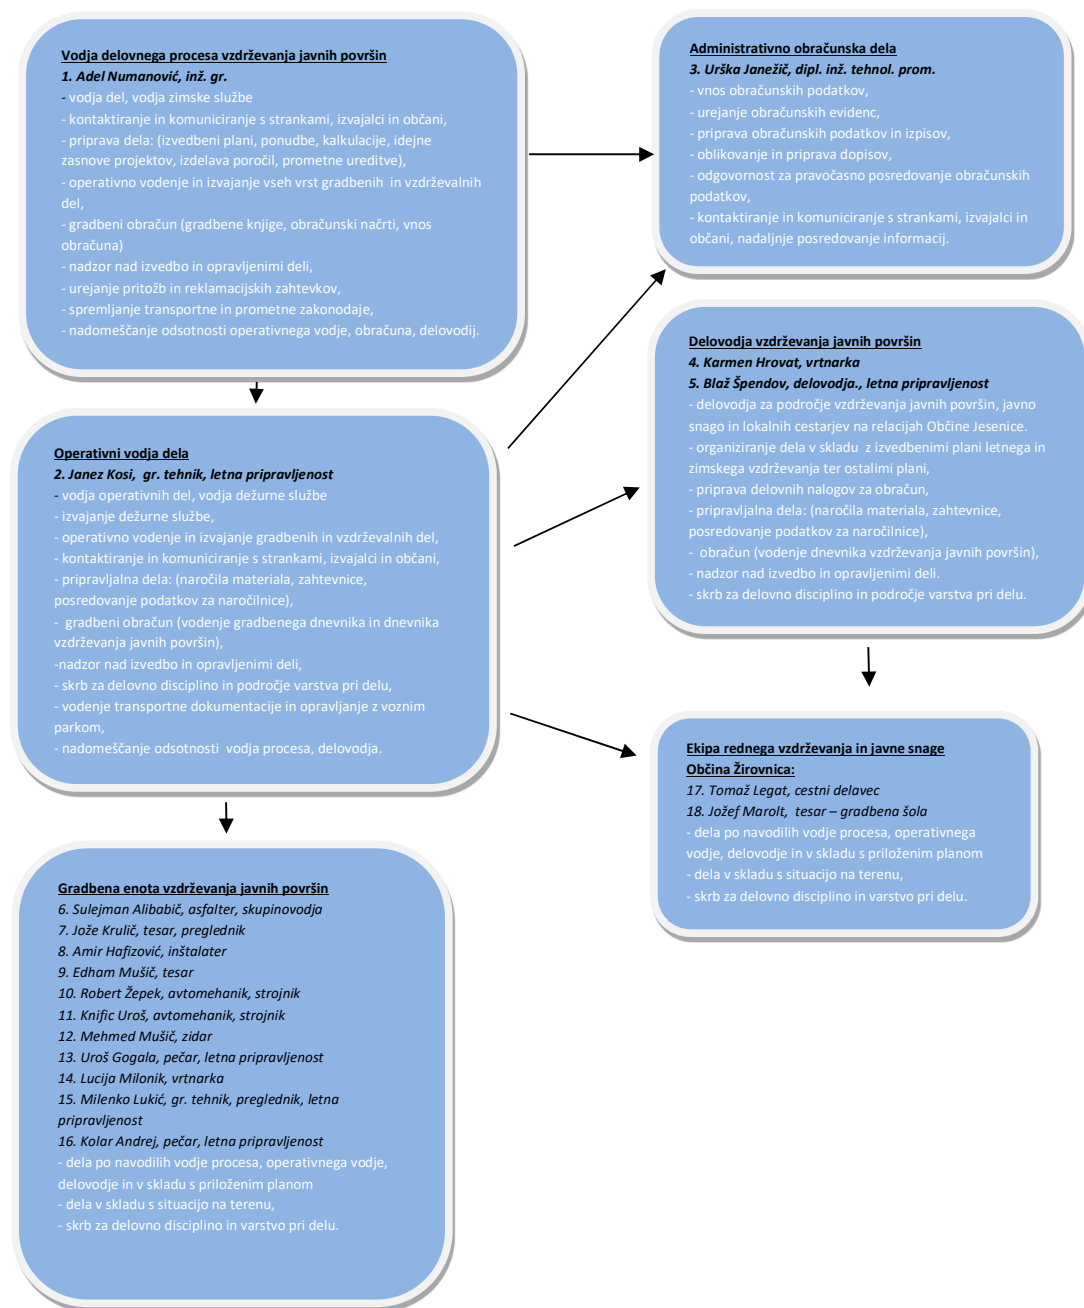 Vodja delovnega procesa vzdrževanja javnih površin
1. Adel Numanović, inž. gr.
- vodja del, vodja zimske službe
- kontaktiranje in komuniciranje s strankami, izvajalci in občani,
- priprava dela: (izvedbeni plani, ponudbe, kalkulacije, idejne
zasnove projektov, izdelava poročil, prometne ureditve),
- operativno vodenje in izvajanje vseh vrst gradbenih  in vzdrževalnih
del,
- gradbeni obračun (gradbene knjige, obračunski načrti, vnos
obračuna)
- nadzor nad izvedbo in opravljenimi deli,
- urejanje pritožb in reklamacijskih zahtevkov,
- spremljanje transportne in prometne zakonodaje,
- nadomeščanje odsotnosti operativnega vodje, obračuna, delovodij.
Administrativno obračunska dela
3. Urška Janežič, dipl. inž. tehnol. prom.
- vnos obračunskih podatkov,
- urejanje obračunskih evidenc,
- priprava obračunskih podatkov in izpisov,
- oblikovanje in priprava dopisov,
- odgovornost za pravočasno posredovanje obračunskih
podatkov,
- kontaktiranje in komuniciranje s strankami, izvajalci in
občani, nadaljnje posredovanje informacij.
Operativni vodja dela
2. Janez Kosi,  gr. tehnik, letna pripravljenost
- vodja operativnih del, vodja dežurne službe
- izvajanje dežurne službe,
- operativno vodenje in izvajanje gradbenih in vzdrževalnih del,
- kontaktiranje in komuniciranje s strankami, izvajalci in občani,
- pripravljalna dela: (naročila materiala, zahtevnice,
posredovanje podatkov za naročilnice),
-  gradbeni obračun (vodenje gradbenega dnevnika in dnevnika
vzdrževanja javnih površin),
-nadzor nad izvedbo in opravljenimi deli,
- skrb za delovno disciplino in področje varstva pri delu,
- vodenje transportne dokumentacije in opravljanje z voznim
parkom,
- nadomeščanje odsotnosti  vodja procesa, delovodja.
Delovodja vzdrževanja javnih površin
4. Karmen Hrovat, vrtnarka
5. Blaž Špendov, delovodja., letna pripravljenost
- delovodja za področje vzdrževanja javnih površin, javno
snago in lokalnih cestarjev na relacijah Občine Jesenice.
- organiziranje dela v skladu  z izvedbenimi plani letnega in
zimskega vzdrževanja ter ostalimi plani,
- priprava delovnih nalogov za obračun,
- pripravljalna dela: (naročila materiala, zahtevnice,
posredovanje podatkov za naročilnice),
-  obračun (vodenje dnevnika vzdrževanja javnih površin),
- nadzor nad izvedbo in opravljenimi deli.
- skrb za delovno disciplino in področje varstva pri delu.
Ekipa rednega vzdrževanja in javne snage
Občina Žirovnica:
17. Tomaž Legat, cestni delavec
18. Jožef Marolt,  tesar – gradbena šola
- dela po navodilih vodje procesa, operativnega
vodje, delovodje in v skladu s priloženim planom
- dela v skladu s situacijo na terenu,
- skrb za delovno disciplino in varstvo pri delu.
Gradbena enota vzdrževanja javnih površin
6. Sulejman Alibabič, asfalter, skupinovodja
7. Jože Krulič, tesar, preglednik
8. Amir Hafizović, inštalater
9. Edham Mušič, tesar
10. Robert Žepek, avtomehanik, strojnik
11. Knific Uroš, avtomehanik, strojnik
12. Mehmed Mušič, zidar
13. Uroš Gogala, pečar, letna pripravljenost
14. Lucija Milonik, vrtnarka
15. Milenko Lukić, gr. tehnik, preglednik, letna
pripravljenost
16. Kolar Andrej, pečar, letna pripravljenost
- dela po navodilih vodje procesa, operativnega vodje,
delovodje in v skladu s priloženim planom
- dela v skladu s situacijo na terenu,
- skrb za delovno disciplino in varstvo pri delu.